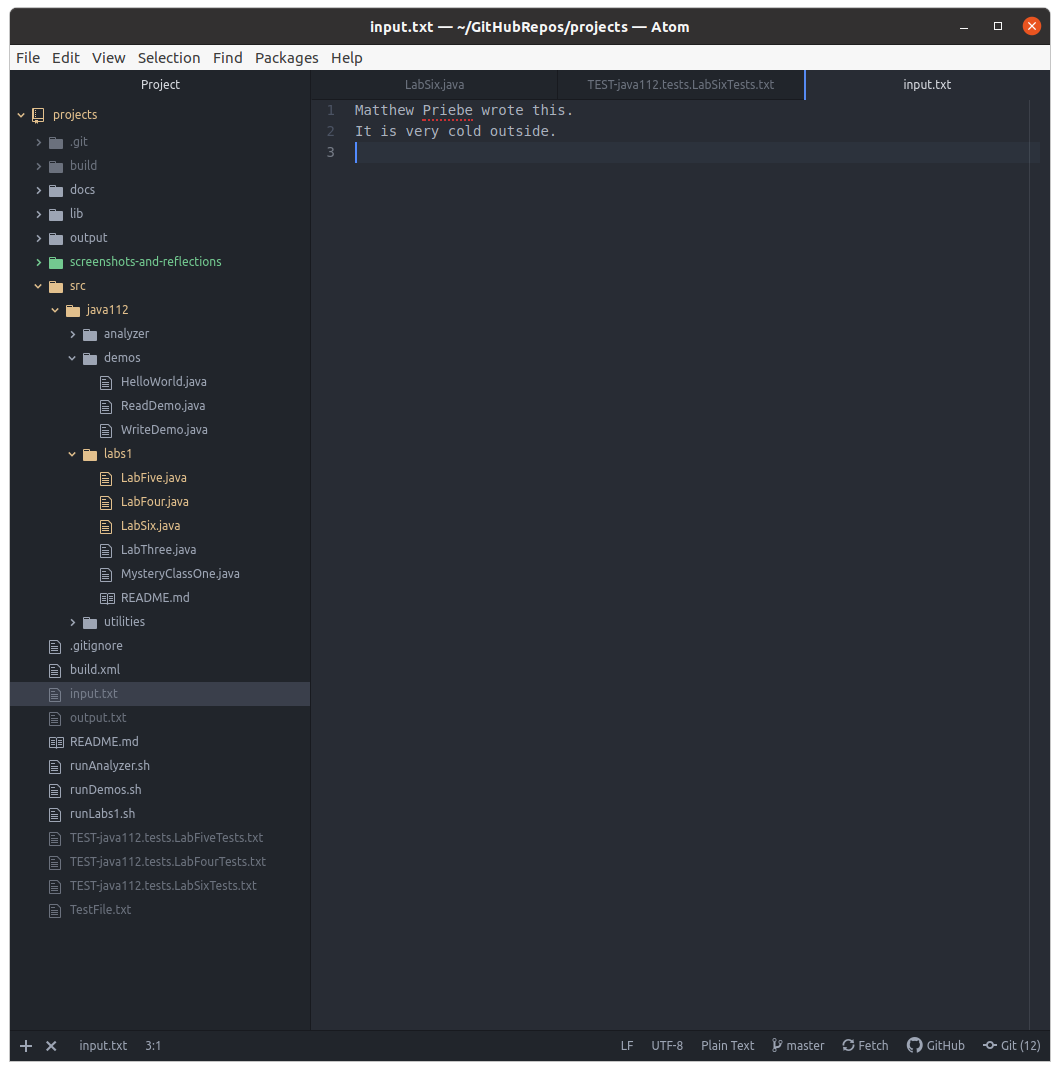 input.txt — ~/GitHubRepos/projects — Atom
File Edit View Selection Find Packages Help
Project
LabSix.java
TEST-java112.tests.LabSixTests.txt
input.txt
projects
.git
build
docs
lib
output
screenshots-and-reflections
src
java112
analyzer
demos
HelloWorld.java
ReadDemo.java
WriteDemo.java
labs1
LabFive.java
LabFour.java
LabSix.java
LabThree.java
MysteryClassOne.java
README.md
utilities
.gitignore
build.xml
input.txt
output.txt
README.md
runAnalyzer.sh
runDemos.sh
runLabs1.sh
TEST-java112.tests.LabFiveTests.txt
TEST-java112.tests.LabFourTests.txt
TEST-java112.tests.LabSixTests.txt
TestFile.txt
1 Matthew Priebe wrote this.
2 It is very cold outside.
3
input.txt 3:1 LF UTF-8 Plain Text master Fetch GitHub Git (12)